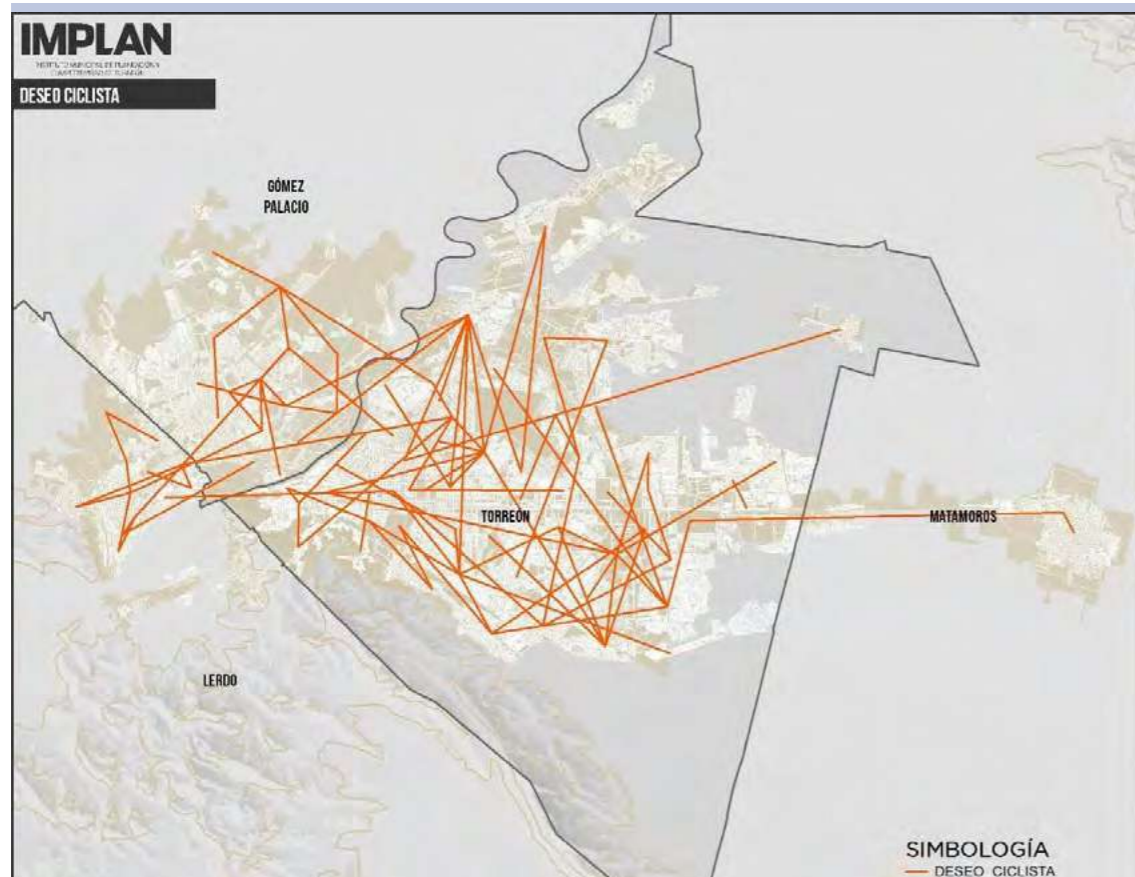 IMPLAN
DESEO CICLISTA
GÓMEZ
PALACIO
TORREÓN
MATAMOROS
LERDO
SIMBOLOGÍA
DESEO CICLISTA